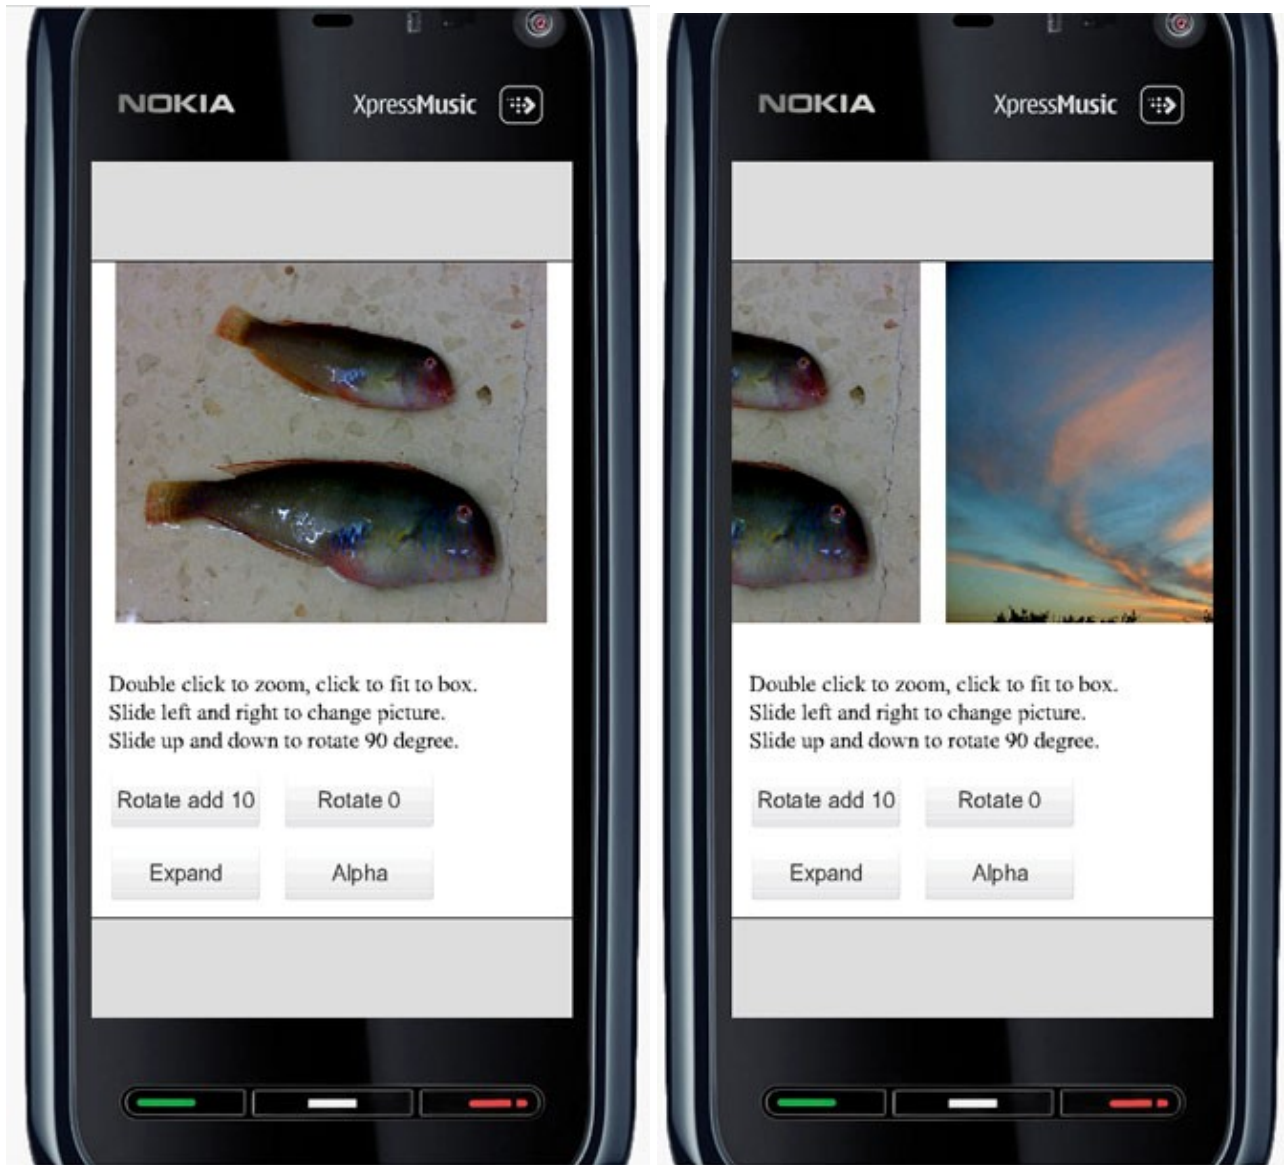 NOKIA XpressMusic
Double click to zoom, click to fit to box.
Slide left and right to change picture.
Slide up and down to rotate 90 degree.
Rotate add 10 Rotate 0
Expand Alpha
NOKIA XpressMusic
Double click to zoom, click to fit to box.
Slide left and right to change picture.
Slide up and down to rotate 90 degree.
Rotate add 10 Rotate 0
Expand Alpha